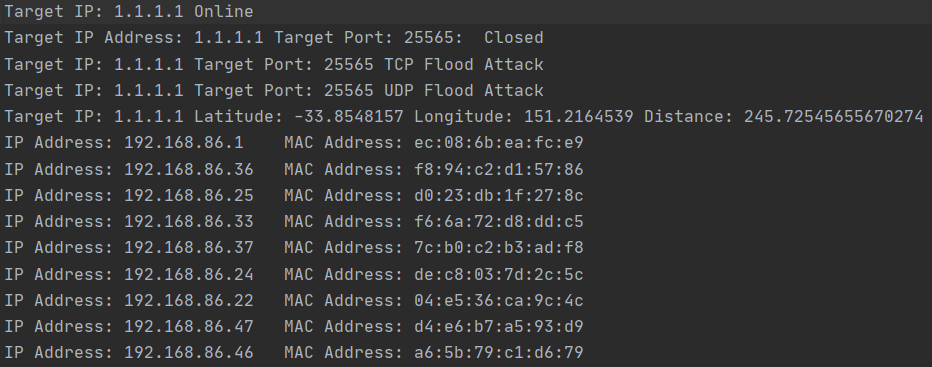 Target IP: 1.1.1.1 Online
Target IP Address: 1.1.1.1 Target Port: 25565:  Closed
Target IP: 1.1.1.1 Target Port: 25565 TCP Flood Attack
Target IP: 1.1.1.1 Target Port: 25565 UDP Flood Attack
Target IP: 1.1.1.1 Latitude: -33.8548157 Longitude: 151.2164539 Distance: 245.72545655670274
IP Address: 192.168.86.1    MAC Address: ec:08:6b:ea:fc:e9
IP Address: 192.168.86.36   MAC Address: f8:94:c2:d1:57:86
IP Address: 192.168.86.25   MAC Address: d0:23:db:1f:27:8c
IP Address: 192.168.86.33   MAC Address: f6:6a:72:d8:dd:c5
IP Address: 192.168.86.37   MAC Address: 7c:b0:c2:b3:ad:f8
IP Address: 192.168.86.24   MAC Address: de:c8:03:7d:2c:5c
IP Address: 192.168.86.22   MAC Address: 04:e5:36:ca:9c:4c
IP Address: 192.168.86.47   MAC Address: d4:e6:b7:a5:93:d9
IP Address: 192.168.86.46   MAC Address: a6:5b:79:c1:d6:79